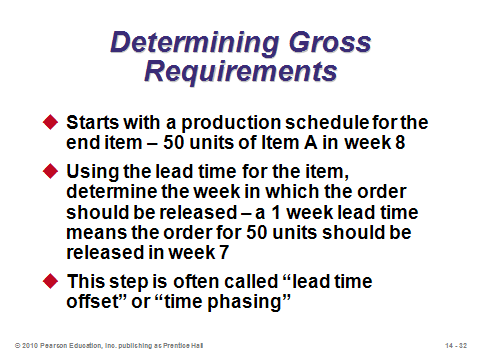 Determining Gross
Requirements
Starts with a production schedule for the
end item – 50 units of Item A in week 8
Using the lead time for the item,
determine the week in which the order
should be released – a 1 week lead time
means the order for 50 units should be
released in week 7
This step is often called “lead time
offset” or “time phasing”
© 2010 Pearson Education, Inc. publishing as Prentice Hall
14 - 32